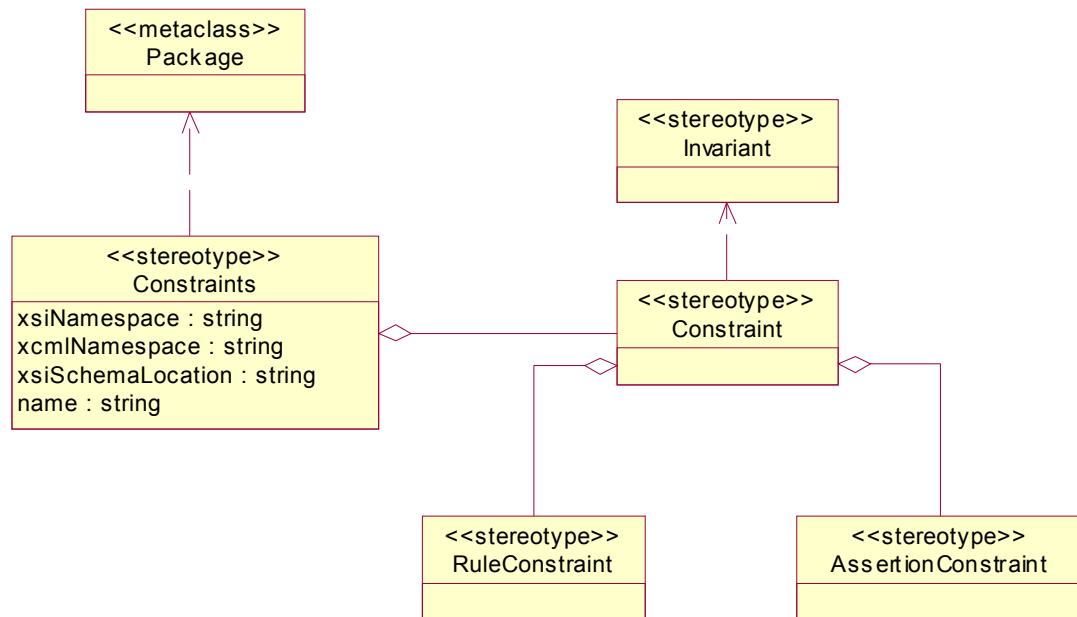 <<metaclass>>
Package
<<stereotype>>
Invariant
<<stereotype>>
Constraints
xsiNamespace : string
xcmlNamespace : string
xsiSchemaLocation : string
name : string
<<stereotype>>
Constraint
<<stereotype>>
RuleConstraint
<<stereotype>>
AssertionConstraint